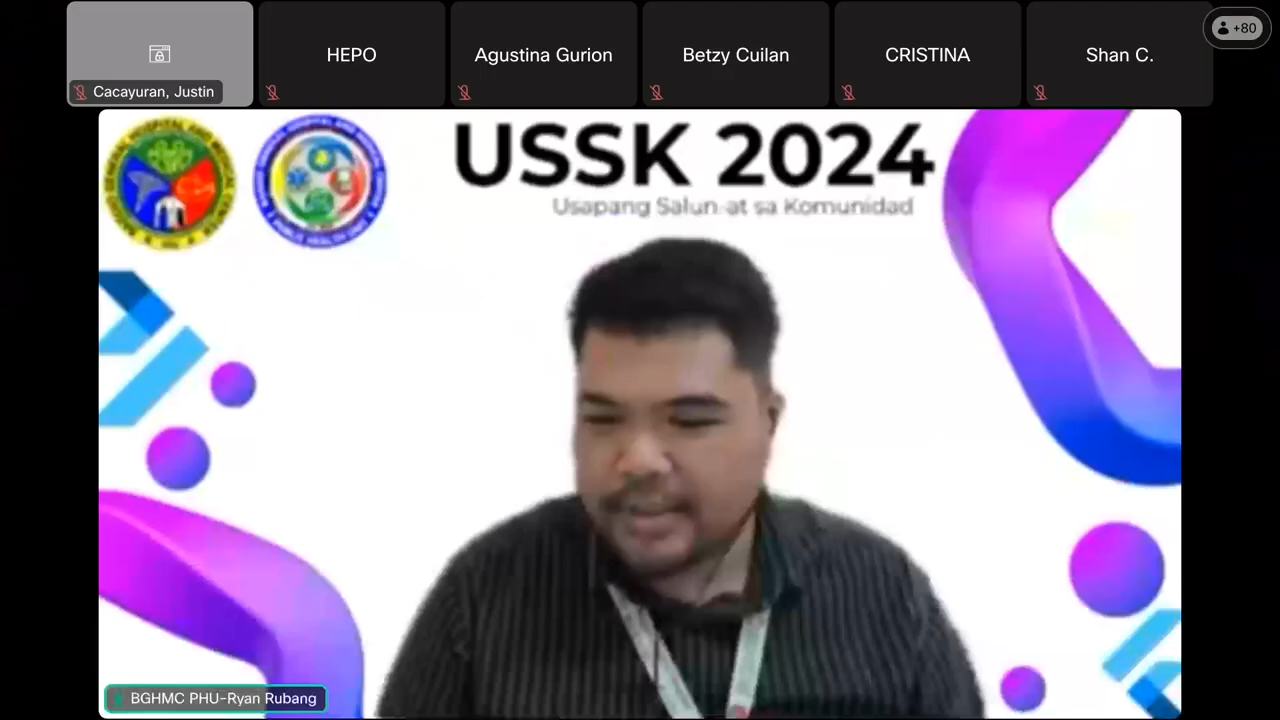 Cacayuran, Justin
HEPO
Agustina Gurion
Betzy Cuilan
CRISTINA
Shan C.
+80
USSK 2024
Usapang Salun-at sa Komunidad
BGHMC PHU-Ryan Rubang